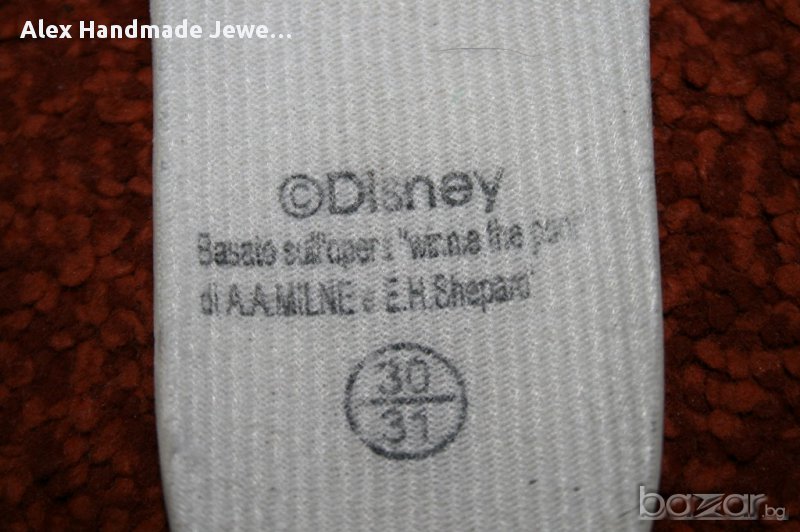 Alex Handmade Jewe...
©Disney
Basato sull'opera "winnie the pooh"
di A.A.MILNE e E.H.Shepard
30
31
bazar.bg